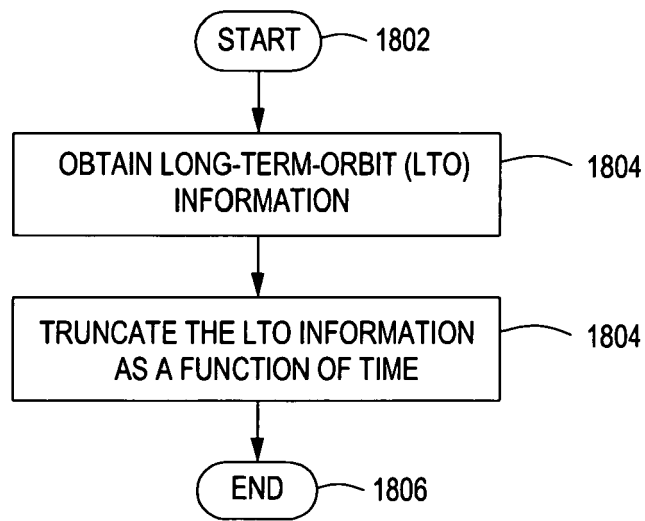 START
1802
OBTAIN LONG-TERM-ORBIT (LTO)
INFORMATION
1804
TRUNCATE THE LTO INFORMATION
AS A FUNCTION OF TIME
1804
END
1806